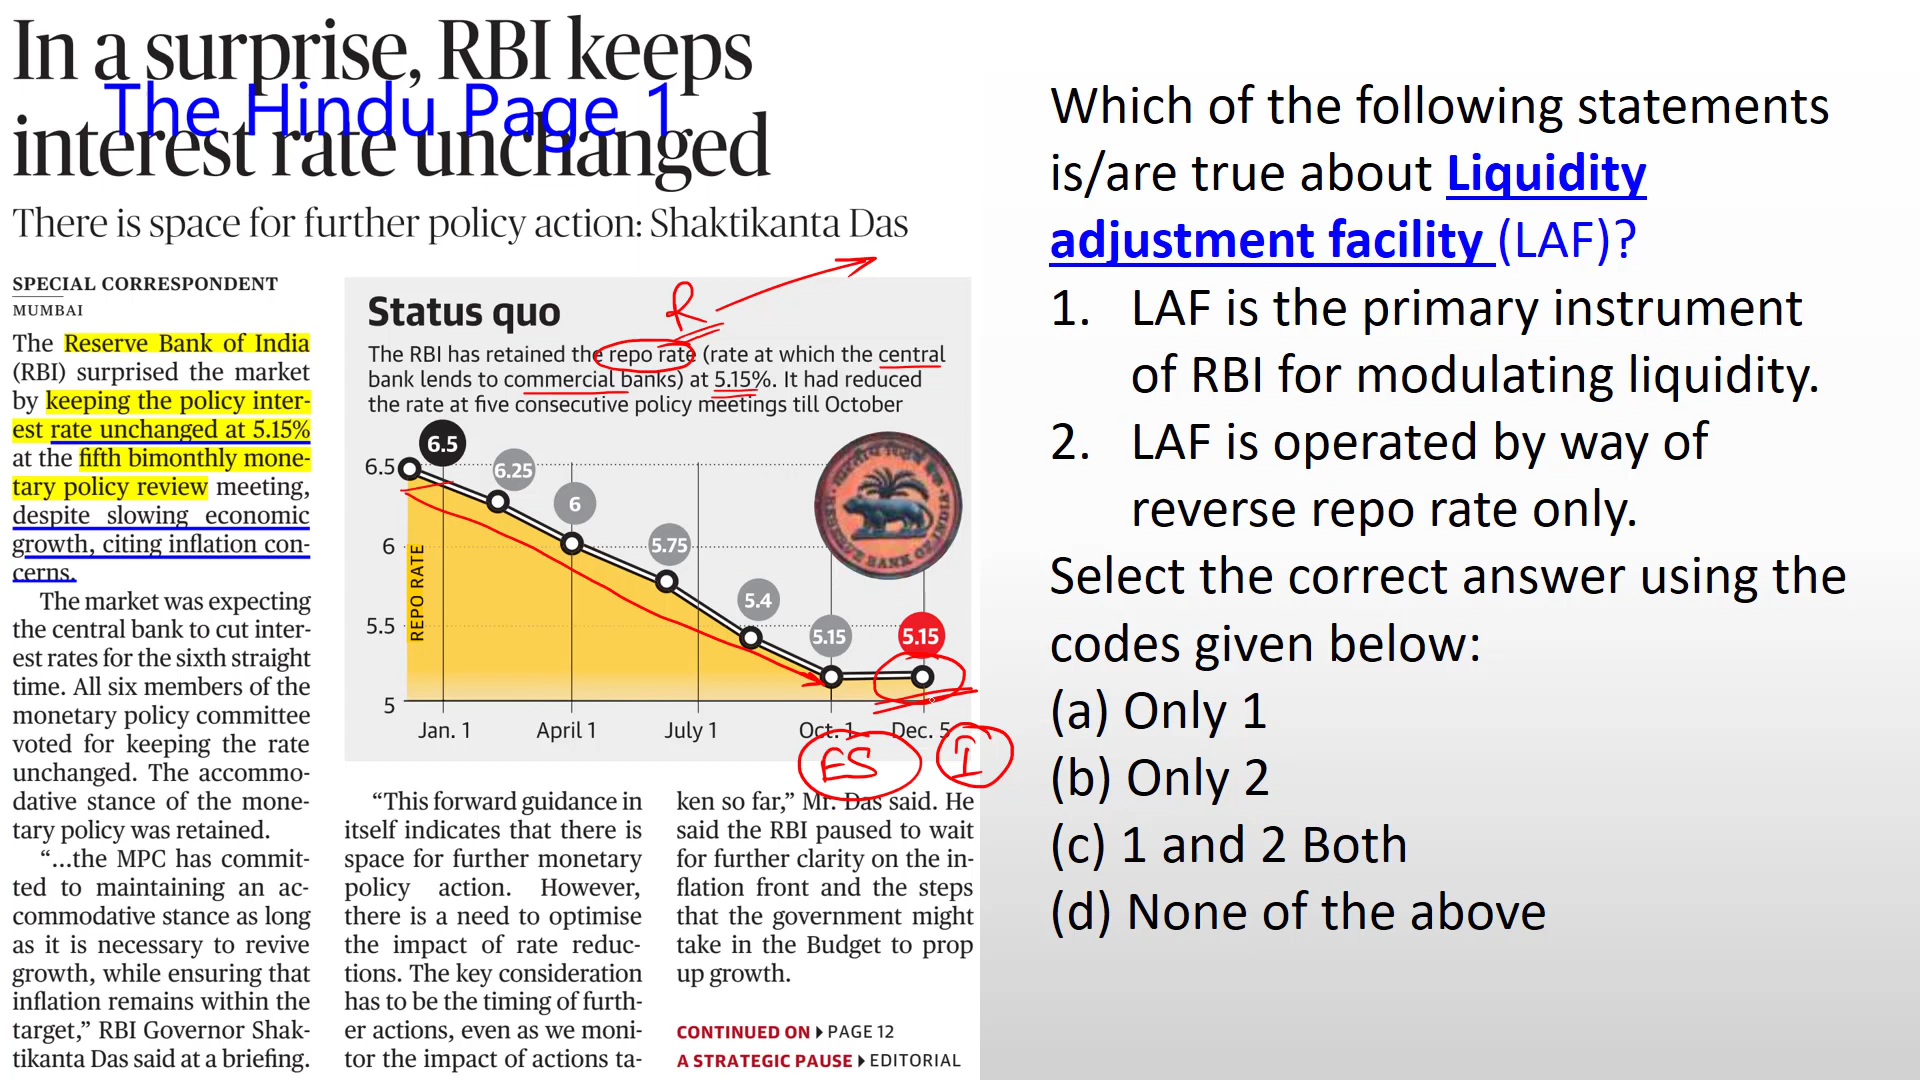 In a surprise, RBI keeps
The Hindu Page 1
interest rate unchanged
There is space for further policy action: Shaktikanta Das
SPECIAL CORRESPONDENT
MUMBAI
The Reserve Bank of India
(RBI) surprised the market
by keeping the policy inter-
est rate unchanged at 5.15%
at the fifth bimonthly mone-
tary policy review meeting,
despite slowing economic
growth, citing inflation con-
cerns.
The market was expecting
the central bank to cut inter-
est rates for the sixth straight
time. All six members of the
monetary policy committee
voted for keeping the rate
unchanged. The accommo-
dative stance of the mone-
tary policy was retained.
“...the MPC has commit-
ted to maintaining an ac-
commodative stance as long
as it is necessary to revive
growth, while ensuring that
inflation remains within the
target,” RBI Governor Shak-
tikanta Das said at a briefing.
Status quo
R
The RBI has retained the repo rate (rate at which the central
bank lends to commercial banks) at 5.15%. It had reduced
the rate at five consecutive policy meetings till October
6.5
6.5
6.25
6
6
5.75
5.4
5.5
5.15
5.15
5
REPO RATE
Jan. 1
April 1
July 1
Oct. 1
Dec. 5
ES
I
RESERVE BANK OF INDIA
“This forward guidance in
itself indicates that there is
space for further monetary
policy action. However,
there is a need to optimise
the impact of rate reduc-
tions. The key consideration
has to be the timing of furth-
er actions, even as we moni-
tor the impact of actions ta-
ken so far,” Mr. Das said. He
said the RBI paused to wait
for further clarity on the in-
flation front and the steps
that the government might
take in the Budget to prop
up growth.
CONTINUED ON PAGE 12
A STRATEGIC PAUSE EDITORIAL
Which of the following statements
is/are true about Liquidity
adjustment facility (LAF)?
1. LAF is the primary instrument
of RBI for modulating liquidity.
2. LAF is operated by way of
reverse repo rate only.
Select the correct answer using the
codes given below:
(a) Only 1
(b) Only 2
(c) 1 and 2 Both
(d) None of the above